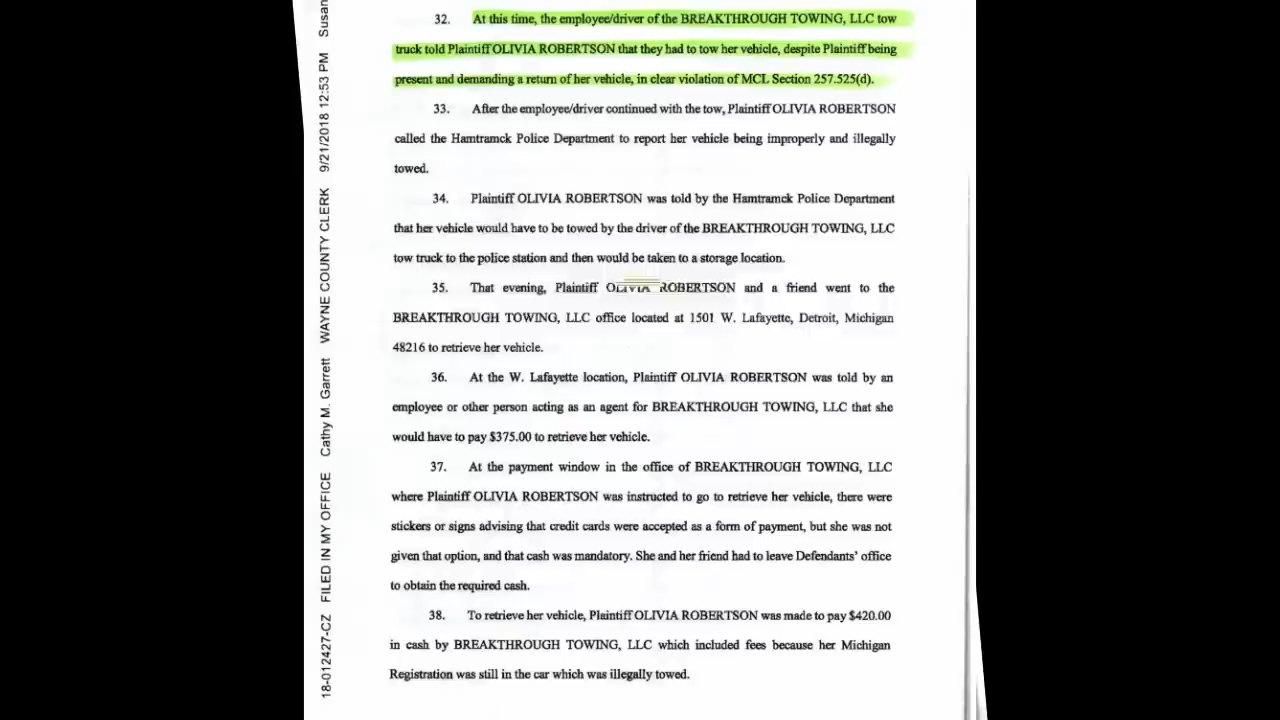 32. At this time, the employee/driver of the BREAKTHROUGH TOWING, LLC tow
truck told Plaintiff OLIVIA ROBERTSON that they had to tow her vehicle, despite Plaintiff being
present and demanding a return of her vehicle, in clear violation of MCL Section 257.525(d).
33. After the employee/driver continued with the tow, Plaintiff OLIVIA ROBERTSON
called the Hamtramck Police Department to report her vehicle being improperly and illegally
towed.
34. Plaintiff OLIVIA ROBERTSON was told by the Hamtramck Police Department
that her vehicle would have to be towed by the driver of the BREAKTHROUGH TOWING, LLC
tow truck to the police station and then would be taken to a storage location.
35. That evening, Plaintiff OLIVIA ROBERTSON and a friend went to the
BREAKTHROUGH TOWING, LLC office located at 1501 W. Lafayette, Detroit, Michigan
48216 to retrieve her vehicle.
36. At the W. Lafayette location, Plaintiff OLIVIA ROBERTSON was told by an
employee or other person acting as an agent for BREAKTHROUGH TOWING, LLC that she
would have to pay $375.00 to retrieve her vehicle.
37. At the payment window in the office of BREAKTHROUGH TOWING, LLC
where Plaintiff OLIVIA ROBERTSON was instructed to go to retrieve her vehicle, there were
stickers or signs advising that credit cards were accepted as a form of payment, but she was not
given that option, and that cash was mandatory. She and her friend had to leave Defendants' office
to obtain the required cash.
38. To retrieve her vehicle, Plaintiff OLIVIA ROBERTSON was made to pay $420.00
in cash by BREAKTHROUGH TOWING, LLC which included fees because her Michigan
Registration was still in the car which was illegally towed.
18-012427-CZ FILED IN MY OFFICE Cathy M. Garrett WAYNE COUNTY CLERK 9/21/2018 12:53 PM Susan